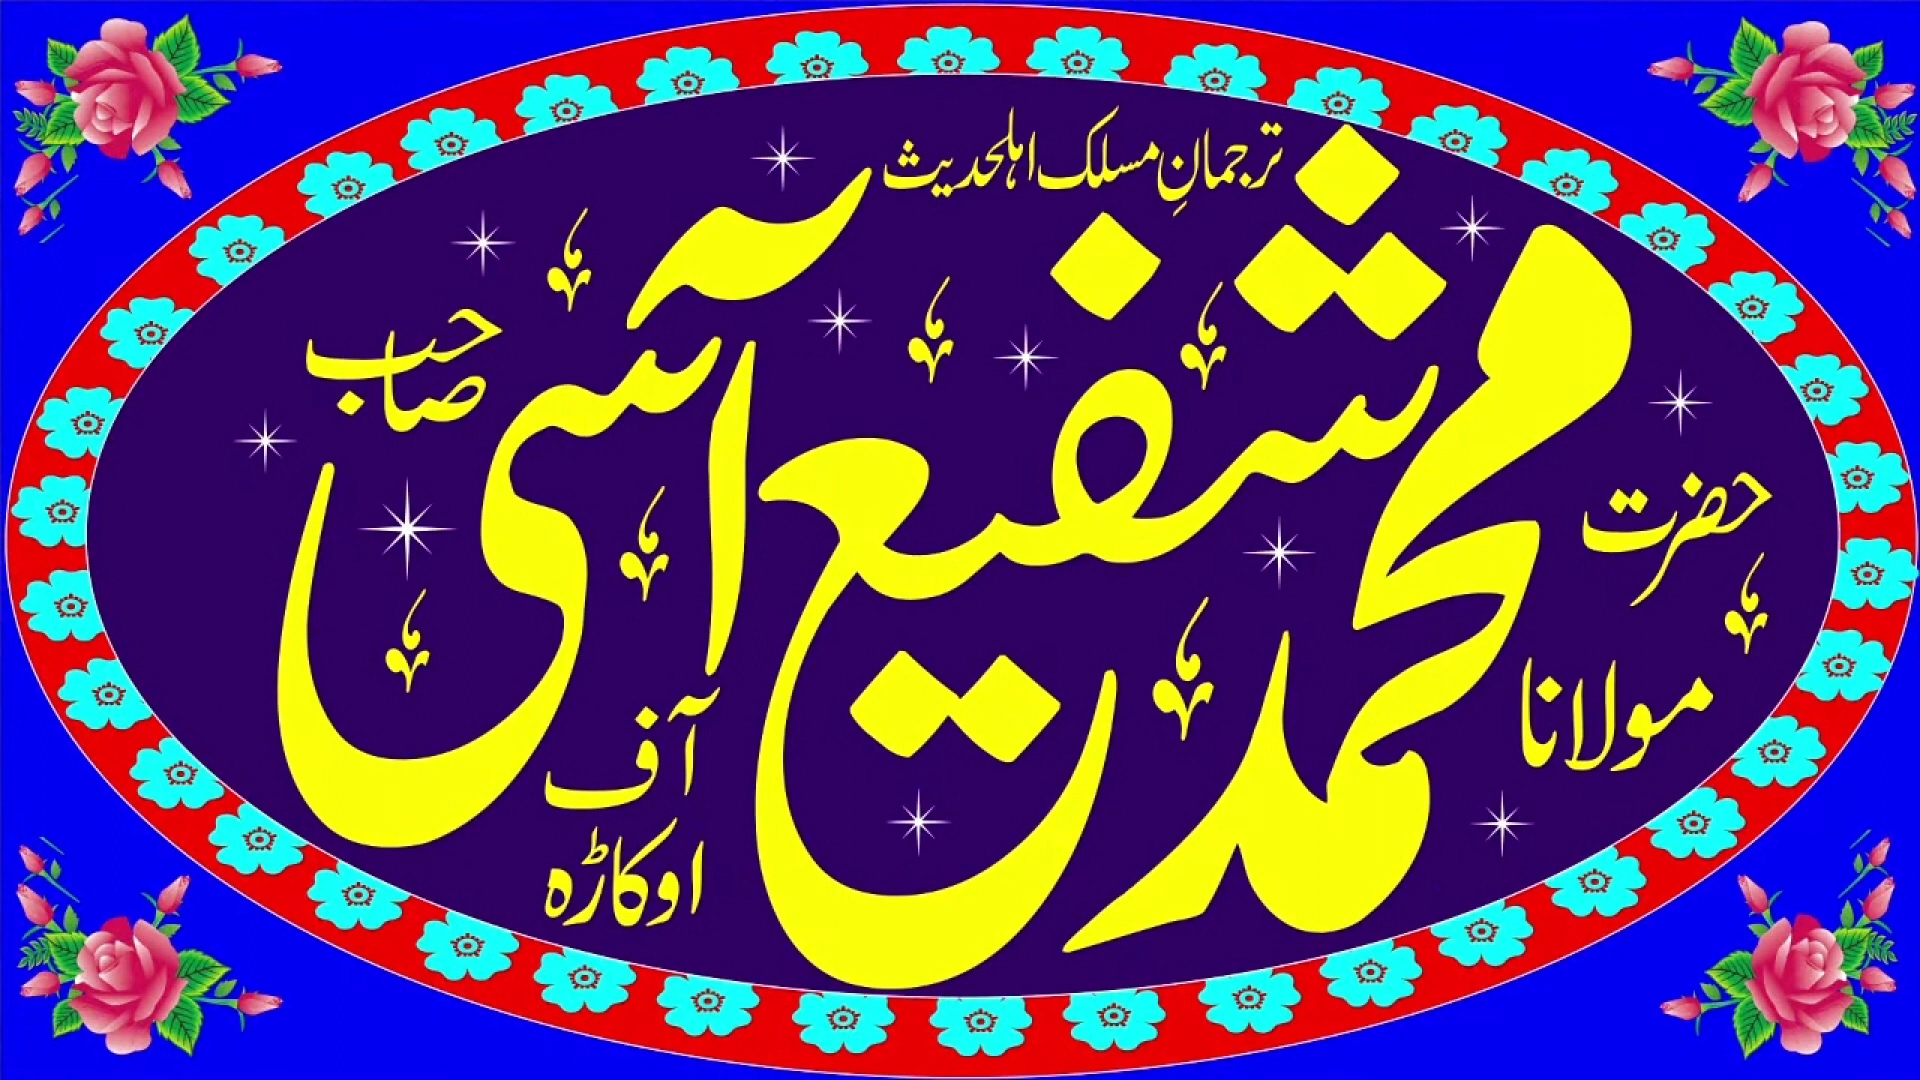 ترجمانِ مسلک اہلحدیث
حضرت
مولانا
محمد شفیع آسی
صاحب
آف
اوکاڑہ